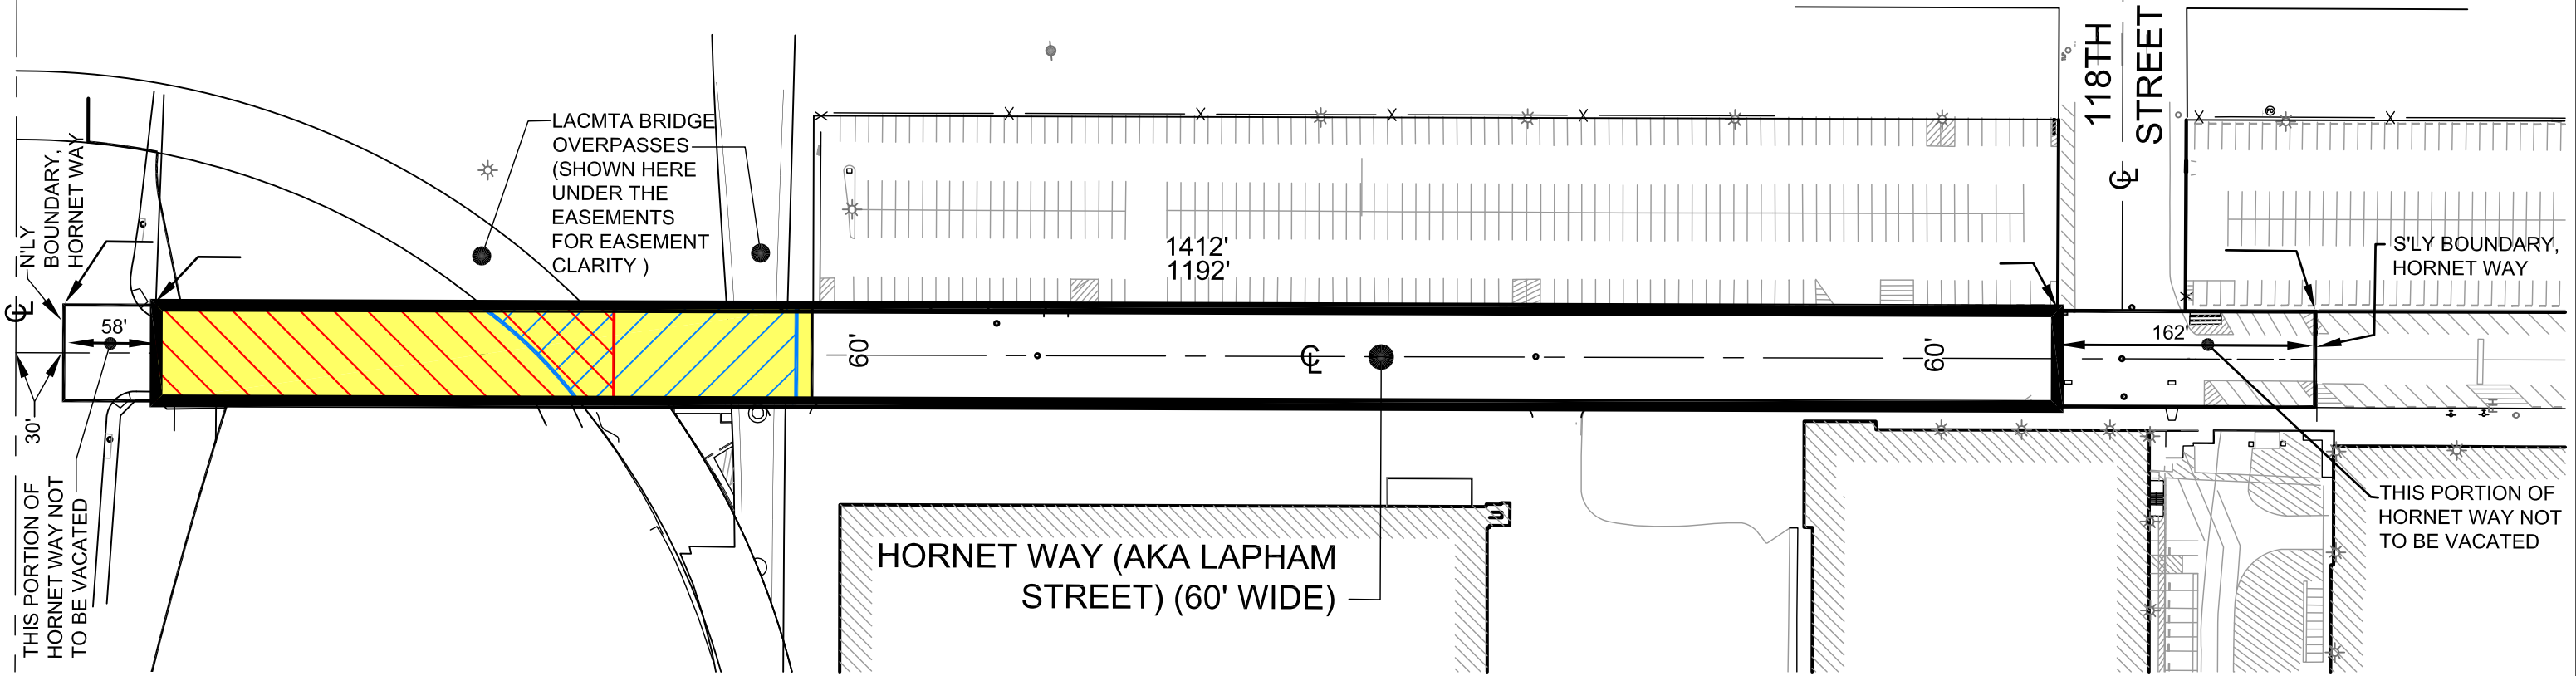 N'LY
BOUNDARY,
HORNET WAY
℄
58'
30'
THIS PORTION OF
HORNET WAY NOT
TO BE VACATED
LACMTA BRIDGE
OVERPASSES
(SHOWN HERE
UNDER THE
EASEMENTS
FOR EASEMENT
CLARITY )
1412'
1192'
60'
℄
60'
HORNET WAY (AKA LAPHAM
STREET) (60' WIDE)
118TH
STREET
℄
162'
S'LY BOUNDARY,
HORNET WAY
THIS PORTION OF
HORNET WAY NOT
TO BE VACATED